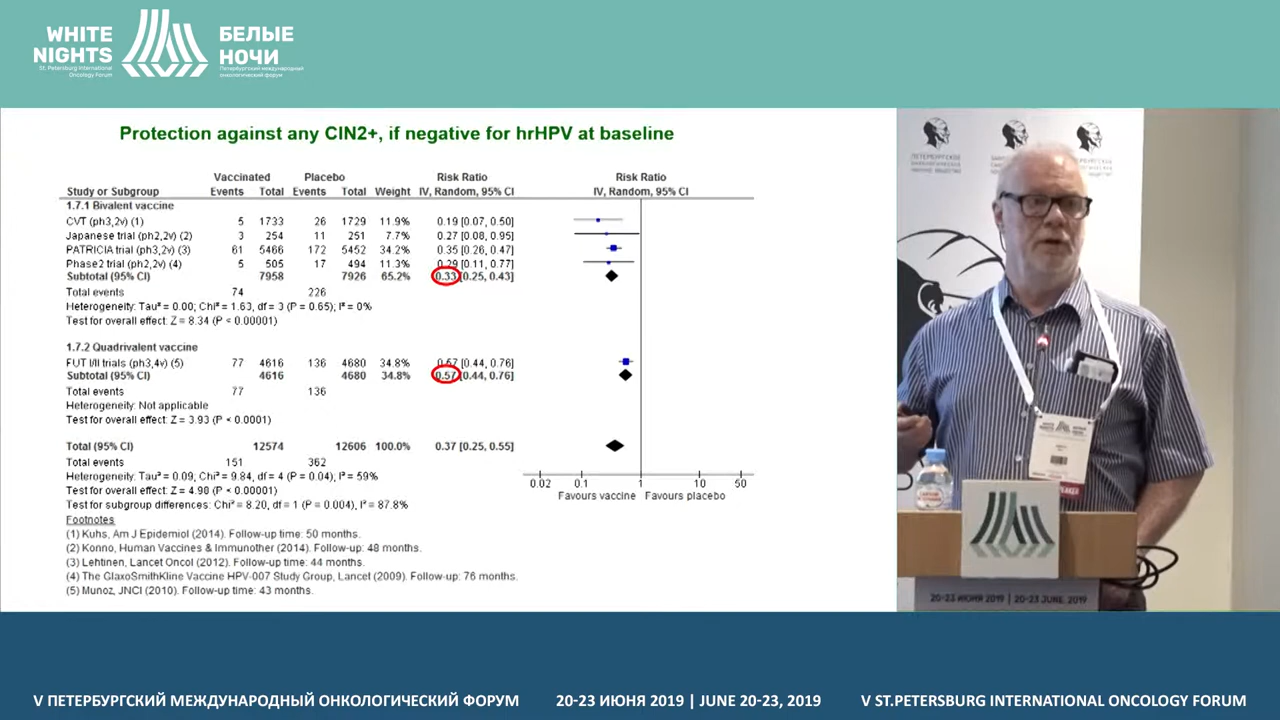 WHITE NIGHTS
St. Petersburg International Oncology Forum
БЕЛЫЕ НОЧИ
Петербургский международный онкологический форум
Protection against any CIN2+, if negative for hrHPV at baseline
Vaccinated Placebo Risk Ratio Risk Ratio
Study or Subgroup Events Total Events Total Weight IV, Random, 95% CI IV, Random, 95% CI
1.7.1 Bivalent vaccine
CVT (ph3,2v) (1) 5 1733 26 1729 11.9% 0.19 [0.07, 0.50]
Japanese trial (ph2,2v) (2) 3 254 11 251 7.7% 0.27 [0.08, 0.95]
PATRICIA trial (ph3,2v) (3) 61 5466 172 5452 34.2% 0.35 [0.26, 0.47]
Phase2 trial (ph2,2v) (4) 5 505 17 494 11.3% 0.29 [0.11, 0.77]
Subtotal (95% CI) 7958 7926 65.2% 0.33 [0.25, 0.43]
Total events 74 226
Heterogeneity: Tau² = 0.00; Chi² = 1.63, df = 3 (P = 0.65); I² = 0%
Test for overall effect: Z = 8.34 (P < 0.00001)
1.7.2 Quadrivalent vaccine
FUT I/II trials (ph3,4v) (5) 77 4616 136 4680 34.8% 0.57 [0.44, 0.76]
Subtotal (95% CI) 4616 4680 34.8% 0.57 [0.44, 0.76]
Total events 77 136
Heterogeneity: Not applicable
Test for overall effect: Z = 3.93 (P < 0.0001)
Total (95% CI) 12574 12606 100.0% 0.37 [0.25, 0.55]
Total events 151 362
Heterogeneity: Tau² = 0.09; Chi² = 9.84, df = 4 (P = 0.04); I² = 59%
Test for overall effect: Z = 4.98 (P < 0.00001)
Test for subgroup differences: Chi² = 8.20, df = 1 (P = 0.004), I² = 87.8%
0.02 0.1 1 10 50
Favours vaccine Favours placebo
Footnotes
(1) Kuhs, Am J Epidemiol (2014). Follow-up time: 50 months.
(2) Konno, Human Vaccines & Immunother (2014). Follow-up: 48 months.
(3) Lehtinen, Lancet Oncol (2012). Follow-up time: 44 months.
(4) The GlaxoSmithKline Vaccine HPV-007 Study Group, Lancet (2009). Follow-up: 76 months.
(5) Munoz, JNCI (2010). Follow-up time: 43 months.
ПЕТЕРБУРГСКОЕ
WHITE NIGHTS
20-23 ИЮНЯ 2019 | 20-23 JUNE, 2019
V ПЕТЕРБУРГСКИЙ МЕЖДУНАРОДНЫЙ ОНКОЛОГИЧЕСКИЙ ФОРУМ 20-23 ИЮНЯ 2019 | JUNE 20-23, 2019 V ST.PETERSBURG INTERNATIONAL ONCOLOGY FORUM